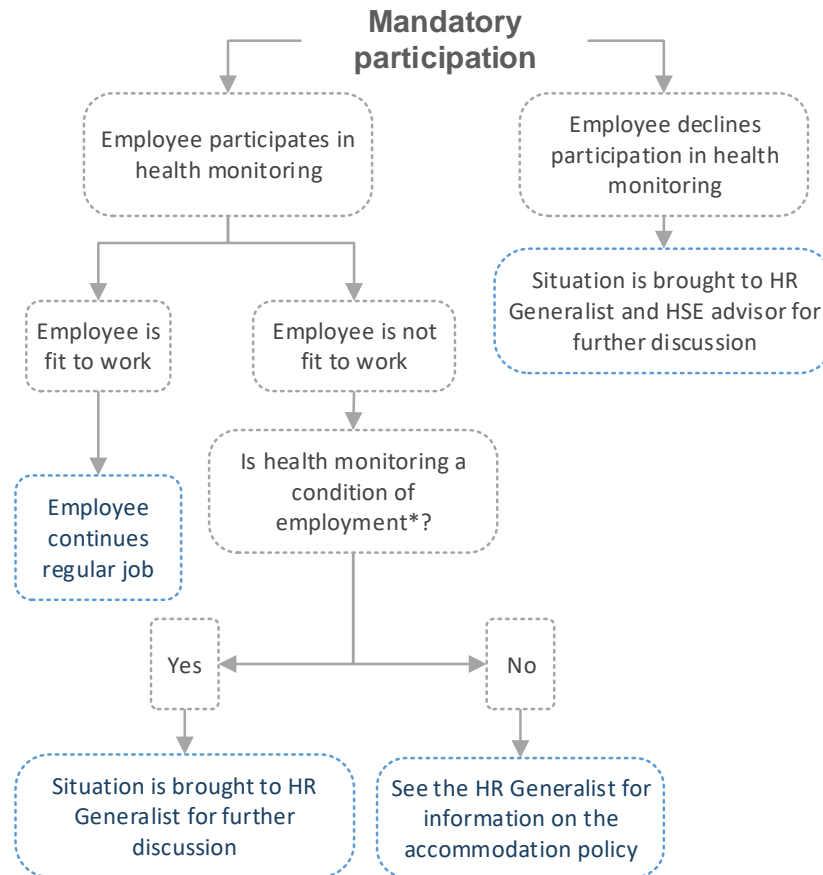 Mandatory
participation
Employee participates in
health monitoring
Employee declines
participation in health
monitoring
Situation is brought to HR
Generalist and HSE advisor for
further discussion
Employee is
fit to work
Employee is not
fit to work
Is health monitoring a
condition of
employment*?
Employee
continues
regular job
Yes
No
Situation is brought to HR
Generalist for further
discussion
See the HR Generalist for
information on the
accommodation policy